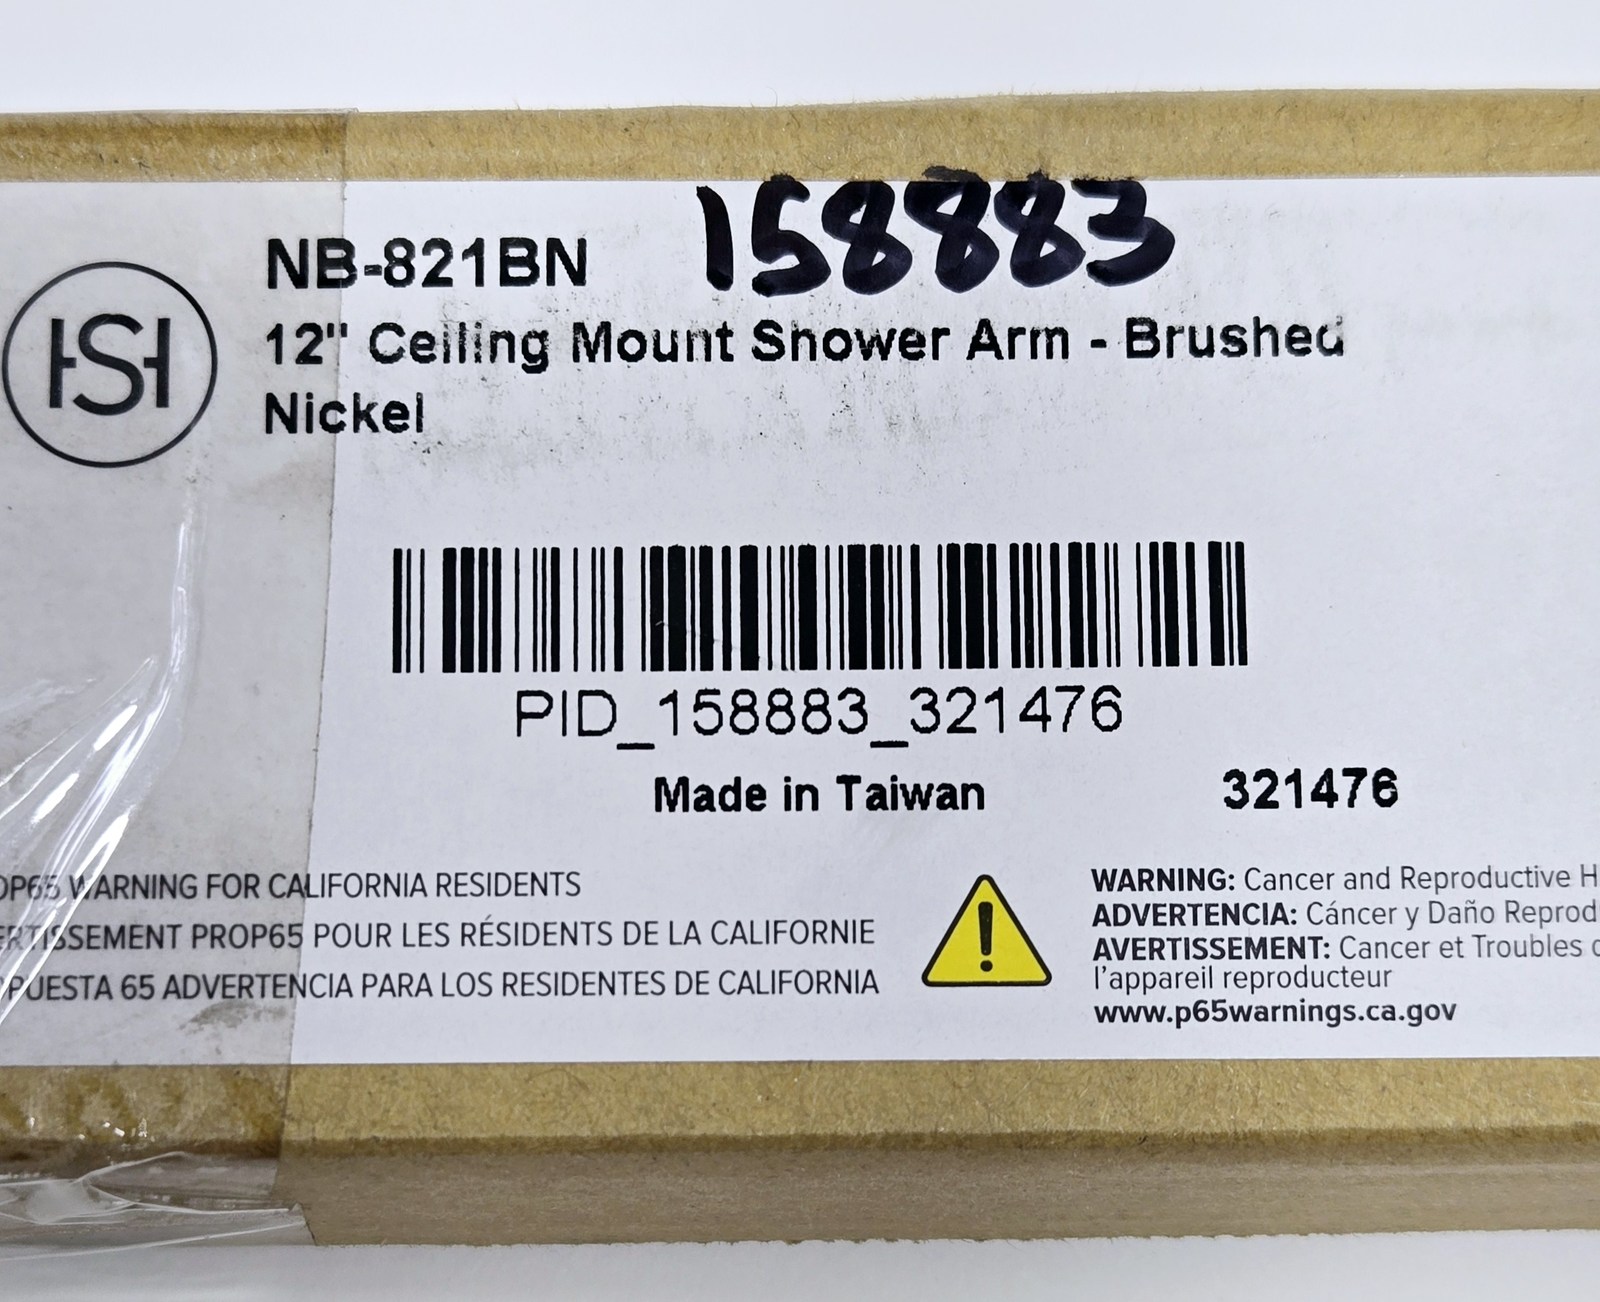 158883
NB-821BN
HSH
12" Ceiling Mount Shower Arm - Brushed
Nickel
PID_158883_321476
Made in Taiwan
321476
WARNING FOR CALIFORNIA RESIDENTS
PROP65 POUR LES RÉSIDENTS DE LA CALIFORNIE
65 ADVERTENCIA PARA LOS RESIDENTES DE CALIFORNIA
WARNING: Cancer and Reproductive
ADVERTENCIA: Cáncer y Daño
AVERTISSEMENT: Cancer et Troubles
l'appareil reproducteur
www.p65warnings.ca.gov